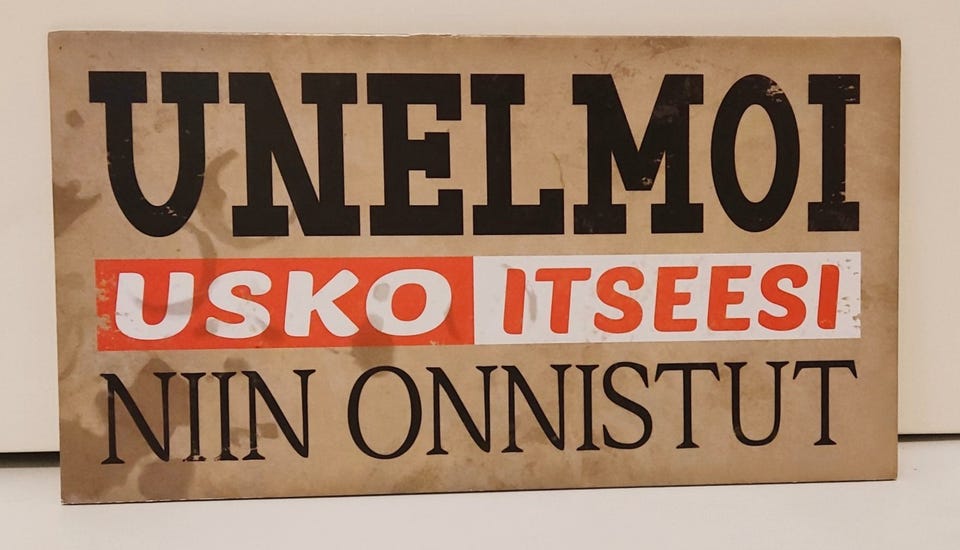 UNELMOI
USKO ITSEESI
NIIN ONNISTUT